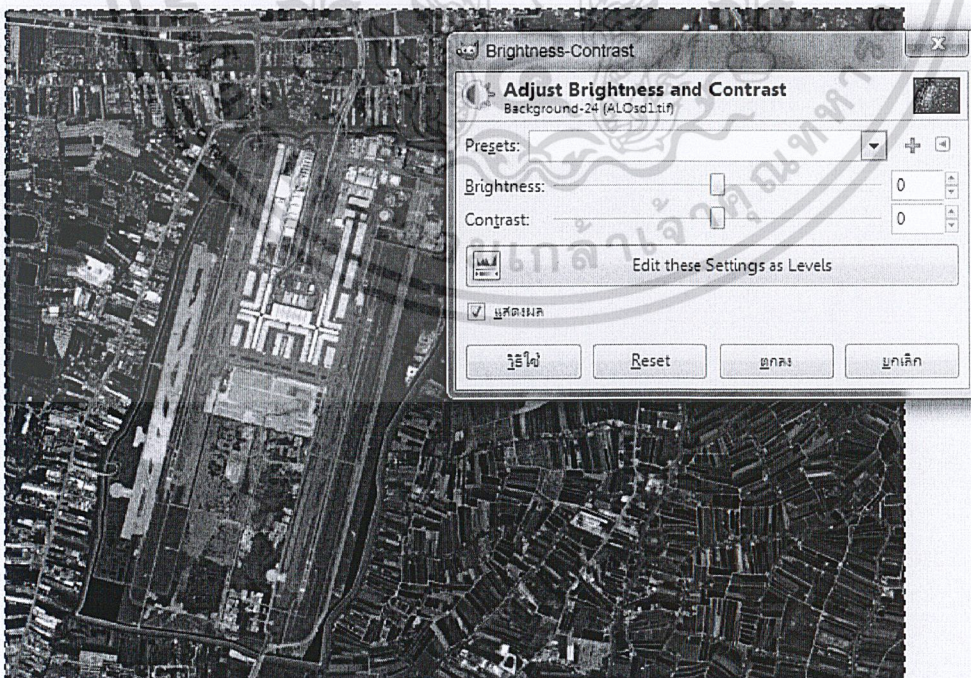 Brightness-Contrast
Adjust Brightness and Contrast
Background-24 (ALOsd1.tif)
Presets:
Brightness: 0
Contrast: 0
Edit these Settings as Levels
แสดงผล
วิธีใช้ Reset ตกลง ยกเลิก